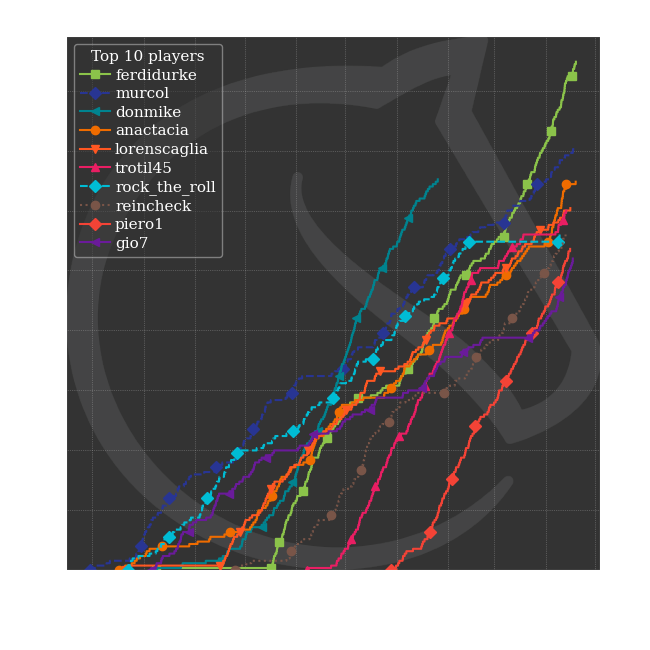 Top 10 players
ferdidurke
murcol
donmike
anactacia
lorenscaglia
trotil45
rock_the_roll
reincheck
piero1
gio7